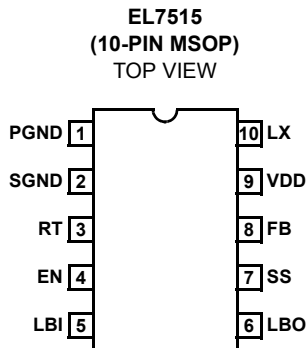 EL7515
(10-PIN MSOP)
TOP VIEW
PGND 1 10 LX
SGND 2 9 VDD
RT 3 8 FB
EN 4 7 SS
LBI 5 6 LBO